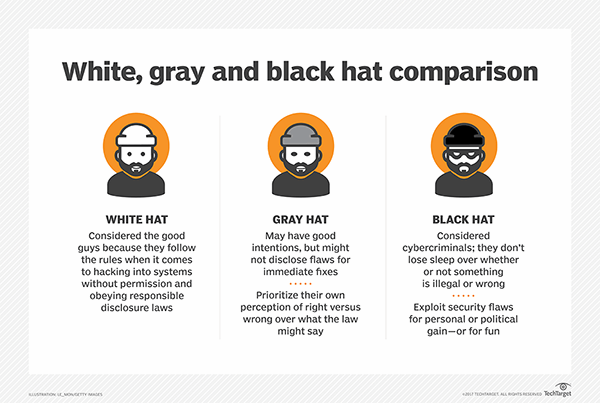 White, gray and black hat comparison
WHITE HAT
Considered the good
guys because they follow
the rules when it comes
to hacking into systems
without permission and
obeying responsible
disclosure laws
GRAY HAT
May have good
intentions, but might
not disclose flaws for
immediate fixes
Prioritize their own
perception of right versus
wrong over what the law
might say
BLACK HAT
Considered
cybercriminals; they don't
lose sleep over whether
or not something
is illegal or wrong
Exploit security flaws
for personal or political
gain—or for fun
ILLUSTRATION: LE_MON/GETTY IMAGES
©2017 TECHTARGET. ALL RIGHTS RESERVED
TechTarget